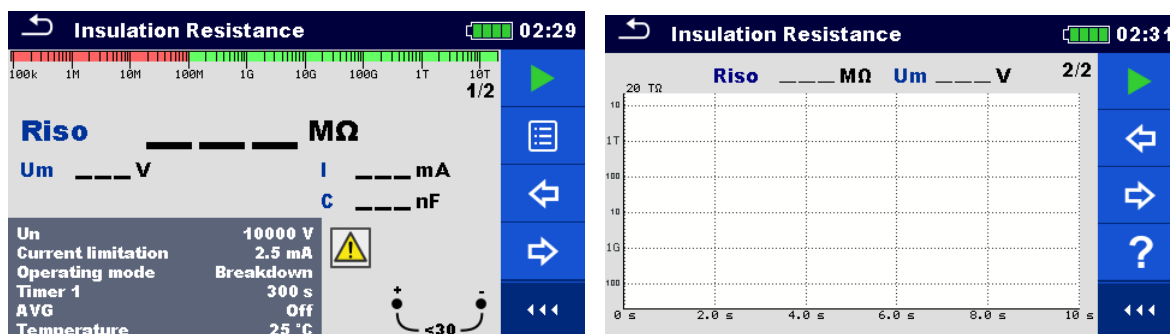 Insulation Resistance 02:29
100k 1M 10M 100M 1G 10G 100G 1T 10T
1/2
Riso ___ MΩ
Um ___ V I ___ mA
C ___ nF
Un 10000 V
Current limitation 2.5 mA
Operating mode Breakdown
Timer 1 300 s
AVG Off
Temperature 25 °C
+ -
<30
Insulation Resistance 02:31
Riso ___ MΩ Um ___ V 2/2
20 TΩ
10
1T
100
10
1G
100
0 s 2.0 s 4.0 s 6.0 s 8.0 s 10 s
?